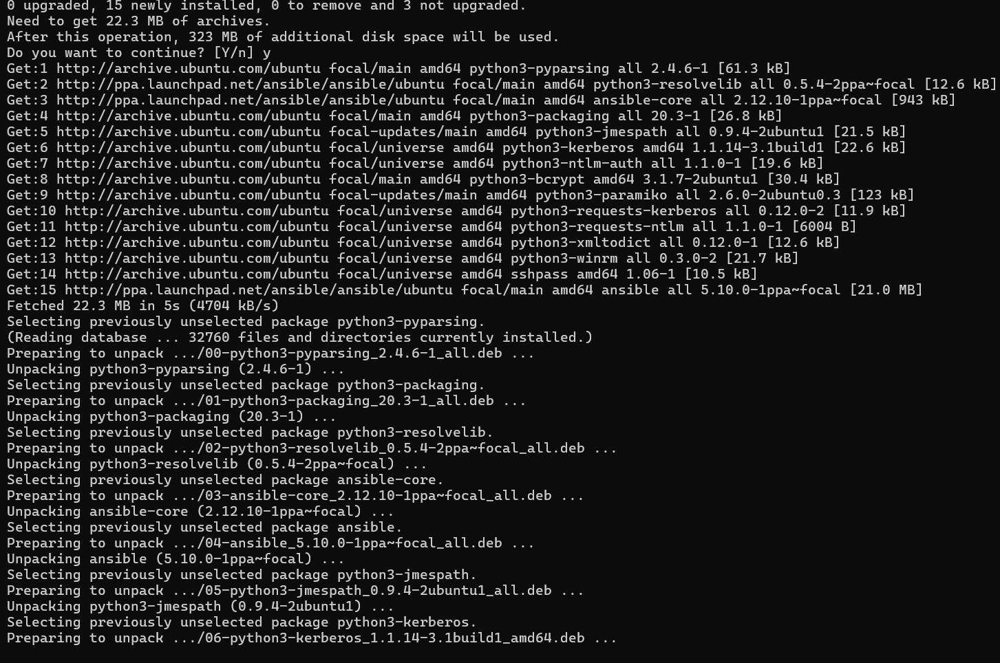 0 upgraded, 15 newly installed, 0 to remove and 3 not upgraded.
Need to get 22.3 MB of archives.
After this operation, 323 MB of additional disk space will be used.
Do you want to continue? [Y/n] y
Get:1 http://archive.ubuntu.com/ubuntu focal/main amd64 python3-pyparsing all 2.4.6-1 [61.3 kB]
Get:2 http://ppa.launchpad.net/ansible/ansible/ubuntu focal/main amd64 python3-resolvelib all 0.5.4-2ppa~focal [12.6 kB]
Get:3 http://ppa.launchpad.net/ansible/ansible/ubuntu focal/main amd64 ansible-core all 2.12.10-1ppa~focal [943 kB]
Get:4 http://archive.ubuntu.com/ubuntu focal/main amd64 python3-packaging all 20.3-1 [26.8 kB]
Get:5 http://archive.ubuntu.com/ubuntu focal-updates/main amd64 python3-jmespath all 0.9.4-2ubuntu1 [21.5 kB]
Get:6 http://archive.ubuntu.com/ubuntu focal/universe amd64 python3-kerberos amd64 1.1.14-3.1build1 [22.6 kB]
Get:7 http://archive.ubuntu.com/ubuntu focal/universe amd64 python3-ntlm-auth all 1.1.0-1 [19.6 kB]
Get:8 http://archive.ubuntu.com/ubuntu focal/main amd64 python3-bcrypt amd64 3.1.7-2ubuntu1 [30.4 kB]
Get:9 http://archive.ubuntu.com/ubuntu focal-updates/main amd64 python3-paramiko all 2.6.0-2ubuntu0.3 [123 kB]
Get:10 http://archive.ubuntu.com/ubuntu focal/universe amd64 python3-requests-kerberos all 0.12.0-2 [11.9 kB]
Get:11 http://archive.ubuntu.com/ubuntu focal/universe amd64 python3-requests-ntlm all 1.1.0-1 [6004 B]
Get:12 http://archive.ubuntu.com/ubuntu focal/universe amd64 python3-xmltodict all 0.12.0-1 [12.6 kB]
Get:13 http://archive.ubuntu.com/ubuntu focal/universe amd64 python3-winrm all 0.3.0-2 [21.7 kB]
Get:14 http://archive.ubuntu.com/ubuntu focal/universe amd64 sshpass amd64 1.06-1 [10.5 kB]
Get:15 http://ppa.launchpad.net/ansible/ansible/ubuntu focal/main amd64 ansible all 5.10.0-1ppa~focal [21.0 MB]
Fetched 22.3 MB in 5s (4704 kB/s)
Selecting previously unselected package python3-pyparsing.
(Reading database ... 32760 files and directories currently installed.)
Preparing to unpack .../00-python3-pyparsing_2.4.6-1_all.deb ...
Unpacking python3-pyparsing (2.4.6-1) ...
Selecting previously unselected package python3-packaging.
Preparing to unpack .../01-python3-packaging_20.3-1_all.deb ...
Unpacking python3-packaging (20.3-1) ...
Selecting previously unselected package python3-resolvelib.
Preparing to unpack .../02-python3-resolvelib_0.5.4-2ppa~focal_all.deb ...
Unpacking python3-resolvelib (0.5.4-2ppa~focal) ...
Selecting previously unselected package ansible-core.
Preparing to unpack .../03-ansible-core_2.12.10-1ppa~focal_all.deb ...
Unpacking ansible-core (2.12.10-1ppa~focal) ...
Selecting previously unselected package ansible.
Preparing to unpack .../04-ansible_5.10.0-1ppa~focal_all.deb ...
Unpacking ansible (5.10.0-1ppa~focal) ...
Selecting previously unselected package python3-jmespath.
Preparing to unpack .../05-python3-jmespath_0.9.4-2ubuntu1_all.deb ...
Unpacking python3-jmespath (0.9.4-2ubuntu1) ...
Selecting previously unselected package python3-kerberos.
Preparing to unpack .../06-python3-kerberos_1.1.14-3.1build1_amd64.deb ...